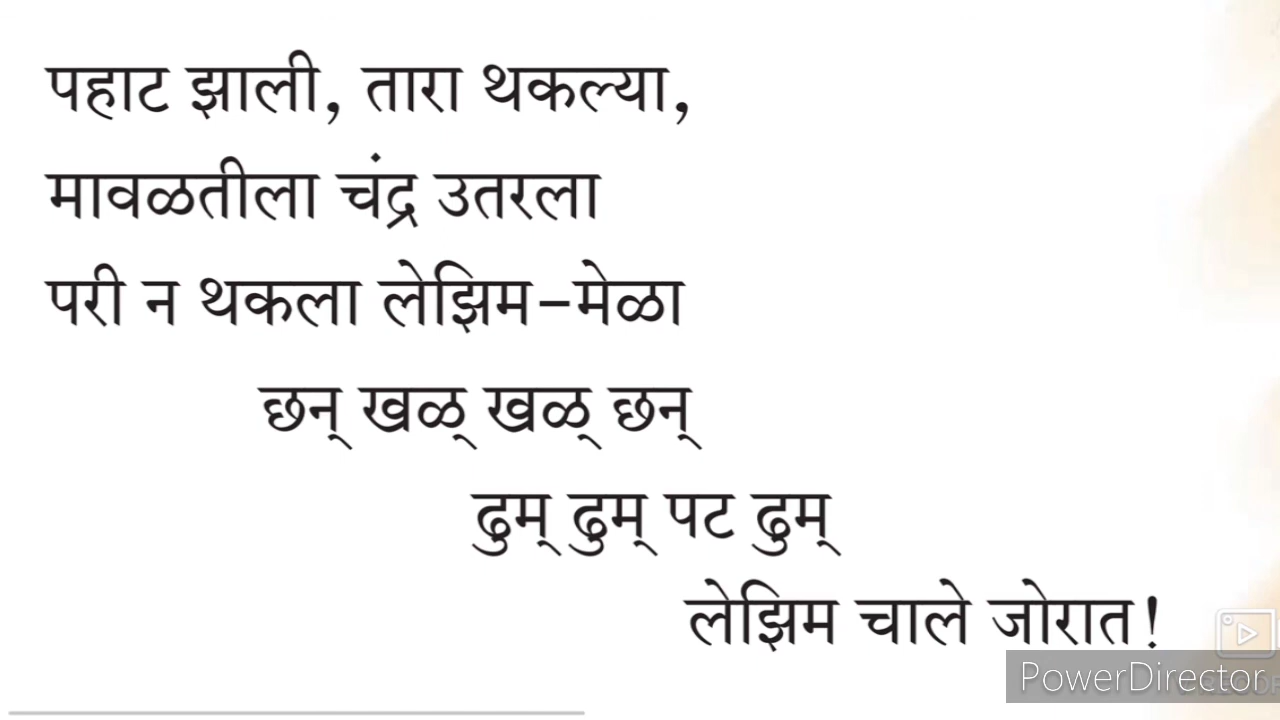 पहाट झाली, तारा थकल्या,
मावळतीला चंद्र उतरला
परी न थकला लेझिम-मेळा
छन् खळ् खळ् छन्
ढुम् ढुम् पट ढुम्
लेझिम चाले जोरात!
PowerDirector